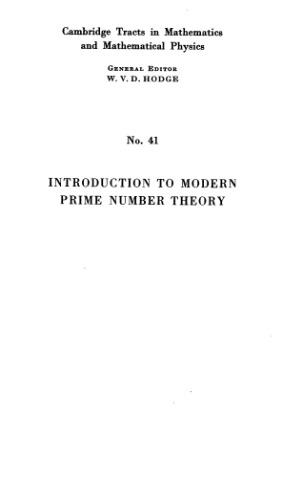 Cambridge Tracts in Mathematics
and Mathematical Physics
GENERAL EDITOR
W. V. D. HODGE
No. 41
INTRODUCTION TO MODERN
PRIME NUMBER THEORY